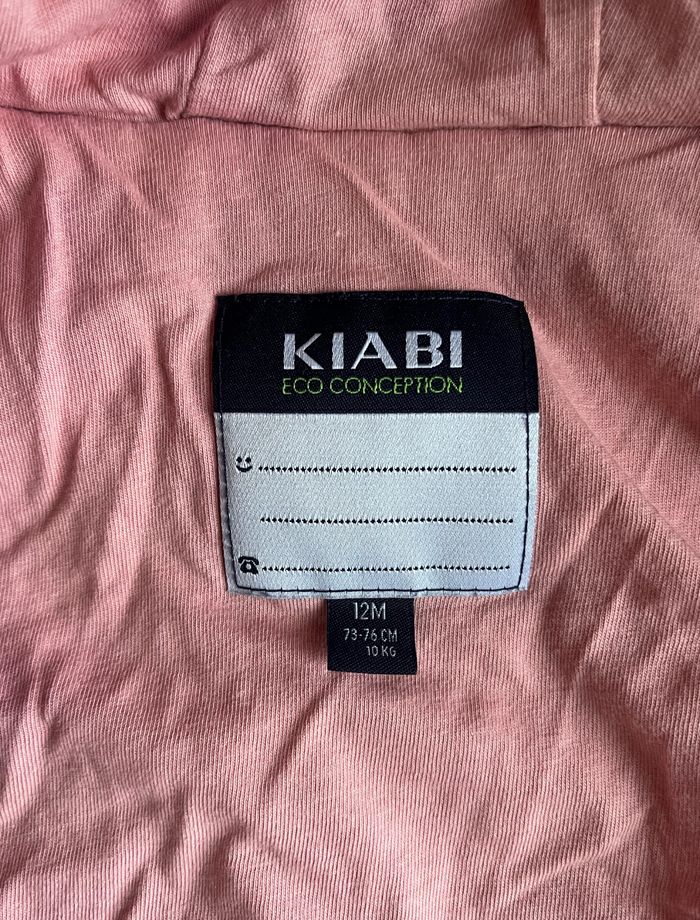 KIABI
ECO CONCEPTION
12M
73-76 CM
10 KG